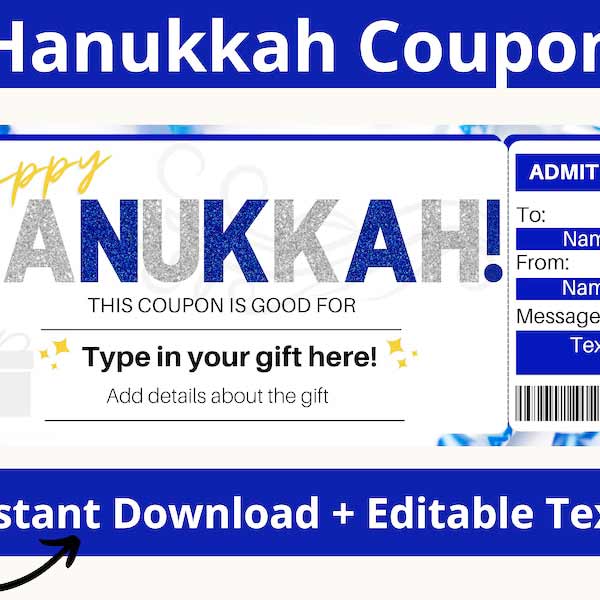 Hanukkah Coupon
ppy
ANUKKAH!
THIS COUPON IS GOOD FOR
Type in your gift here!
Add details about the gift
ADMIT
To:
Nam
From:
Nam
Message
Tex
stant Download + Editable Tex